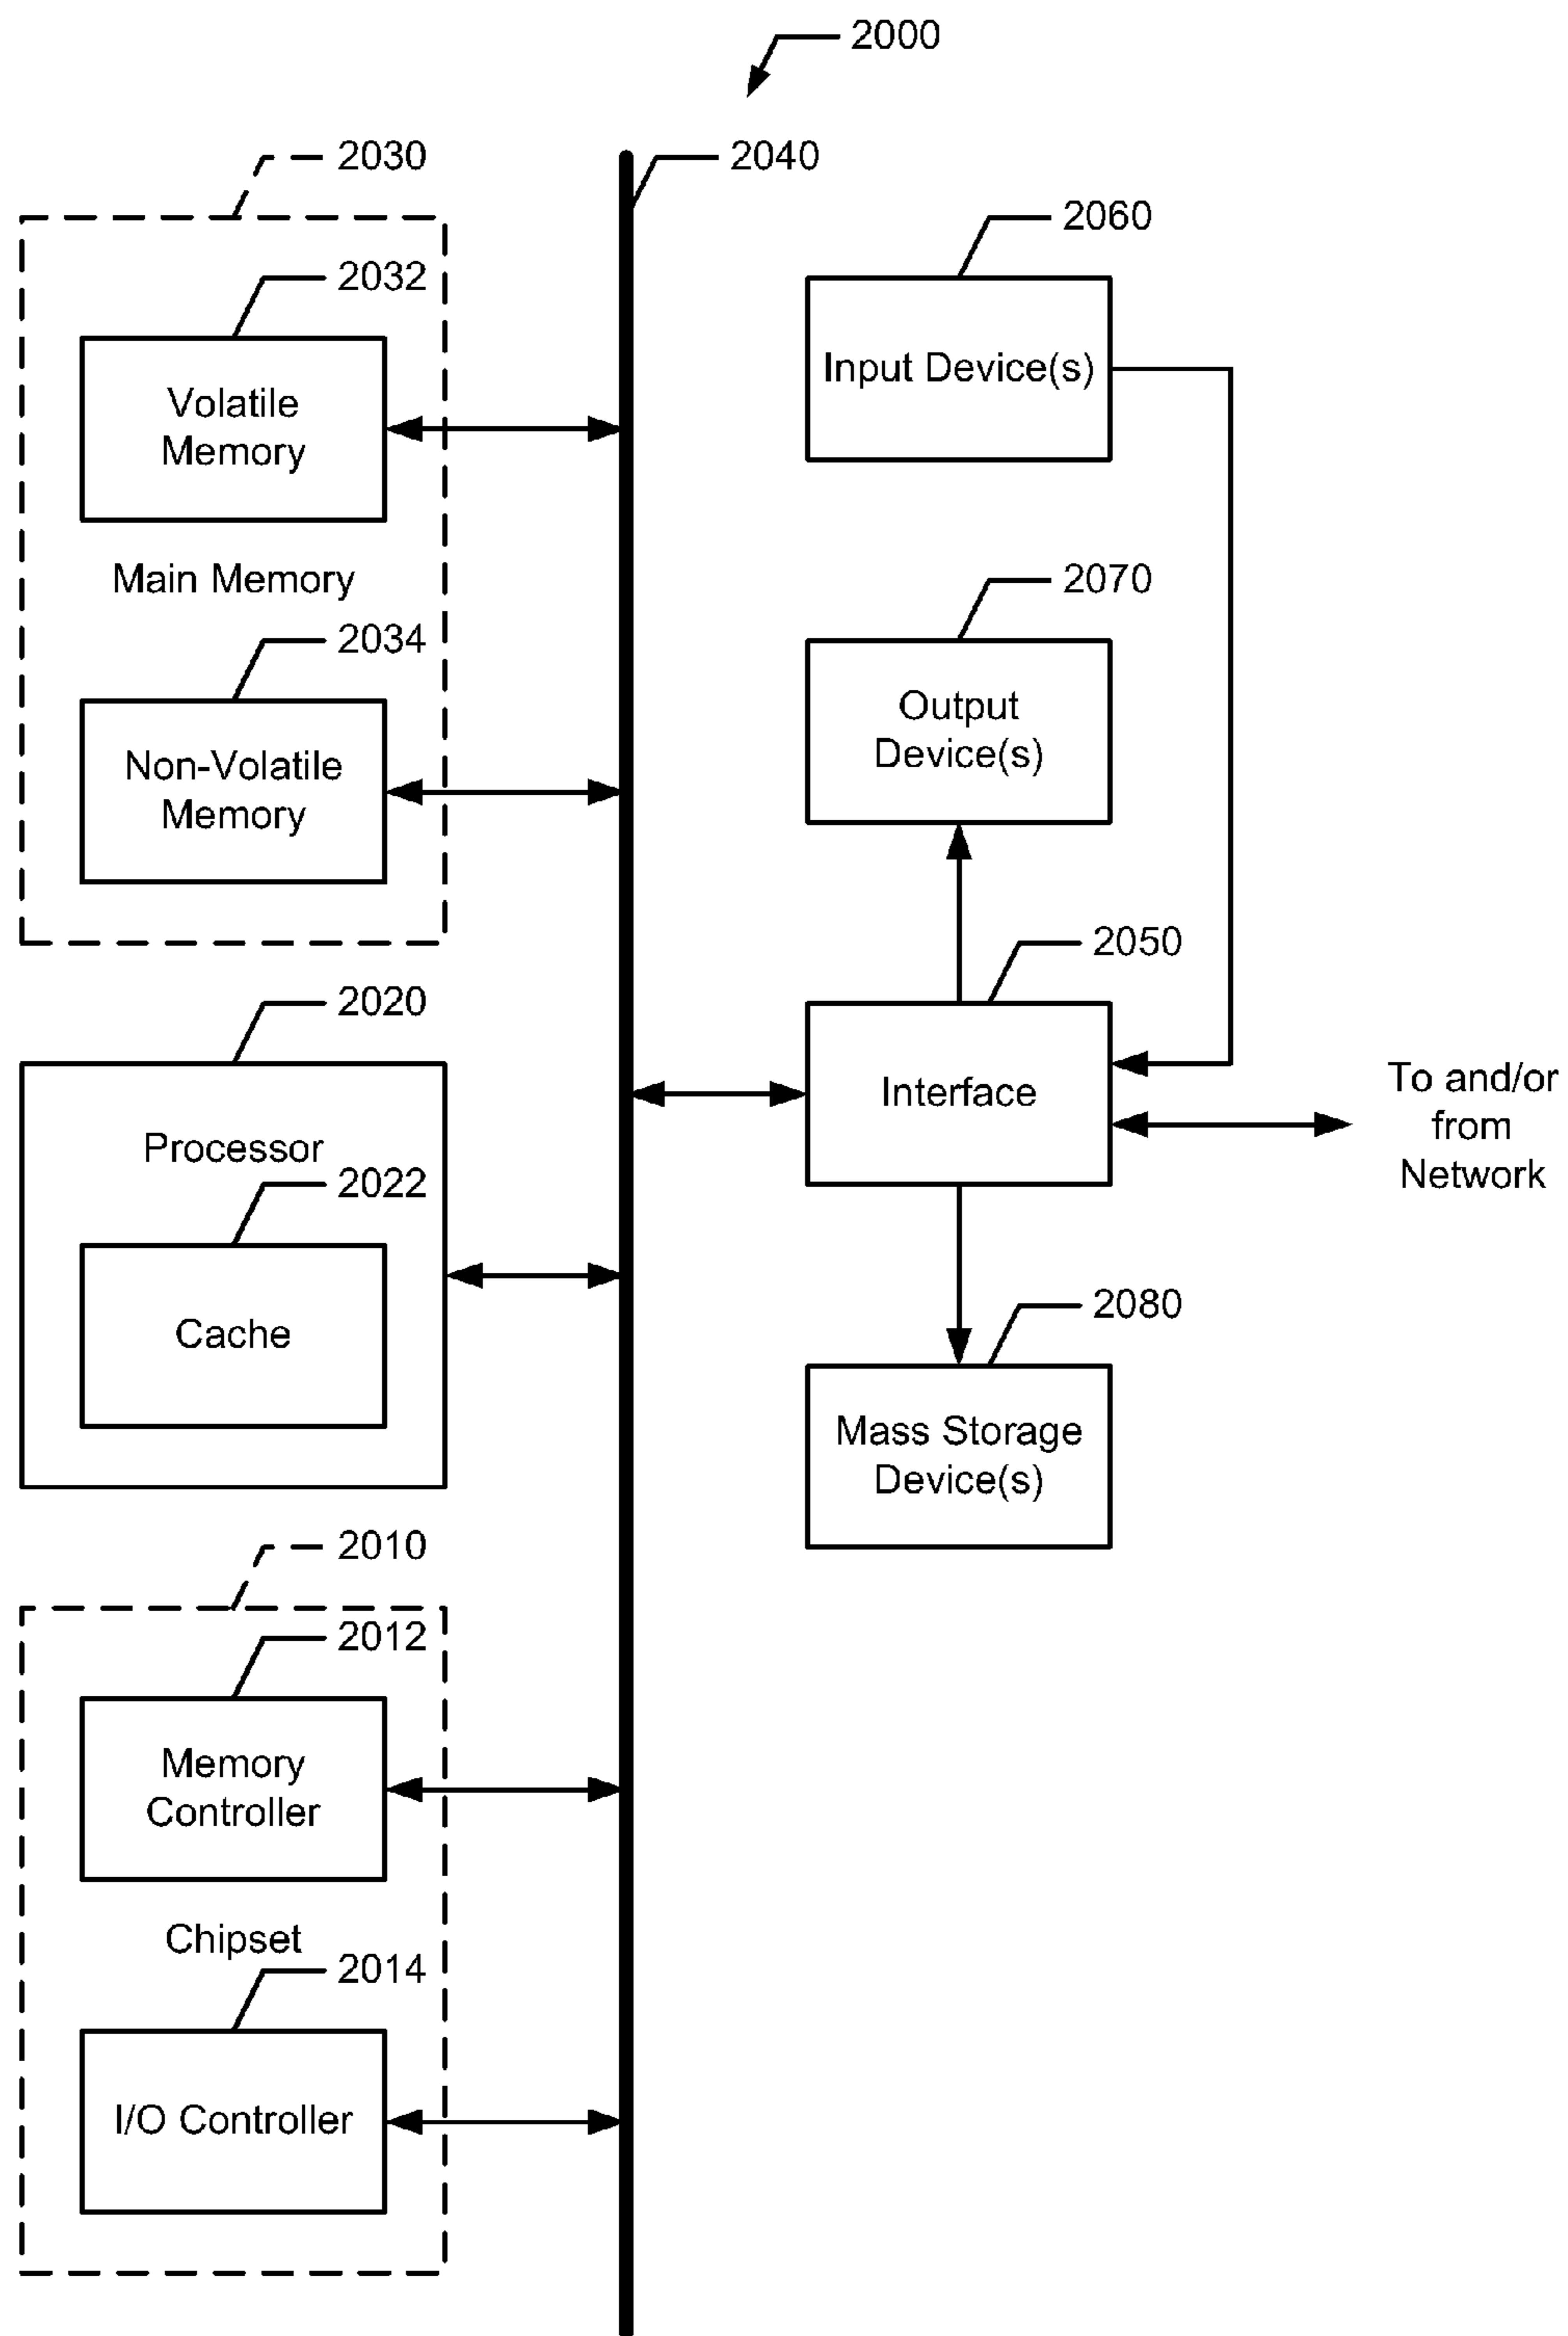 2000
2030
2040
2032
Volatile
Memory
Main Memory
2034
Non-Volatile
Memory
2020
Processor
2022
Cache
2010
2012
Memory
Controller
Chipset
2014
I/O Controller
2060
Input Device(s)
2070
Output
Device(s)
2050
Interface
To and/or
from
Network
2080
Mass Storage
Device(s)